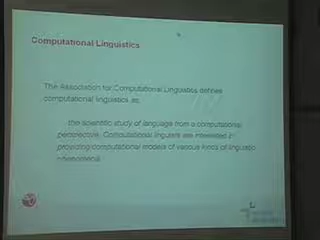 Computational Linguistics
The Association for Computational Linguistics defines
computational linguistics as:
the scientific study of language from a computational
perspective. Computational linguists are interested in
providing computational models of various kinds of linguistic
phenomena.